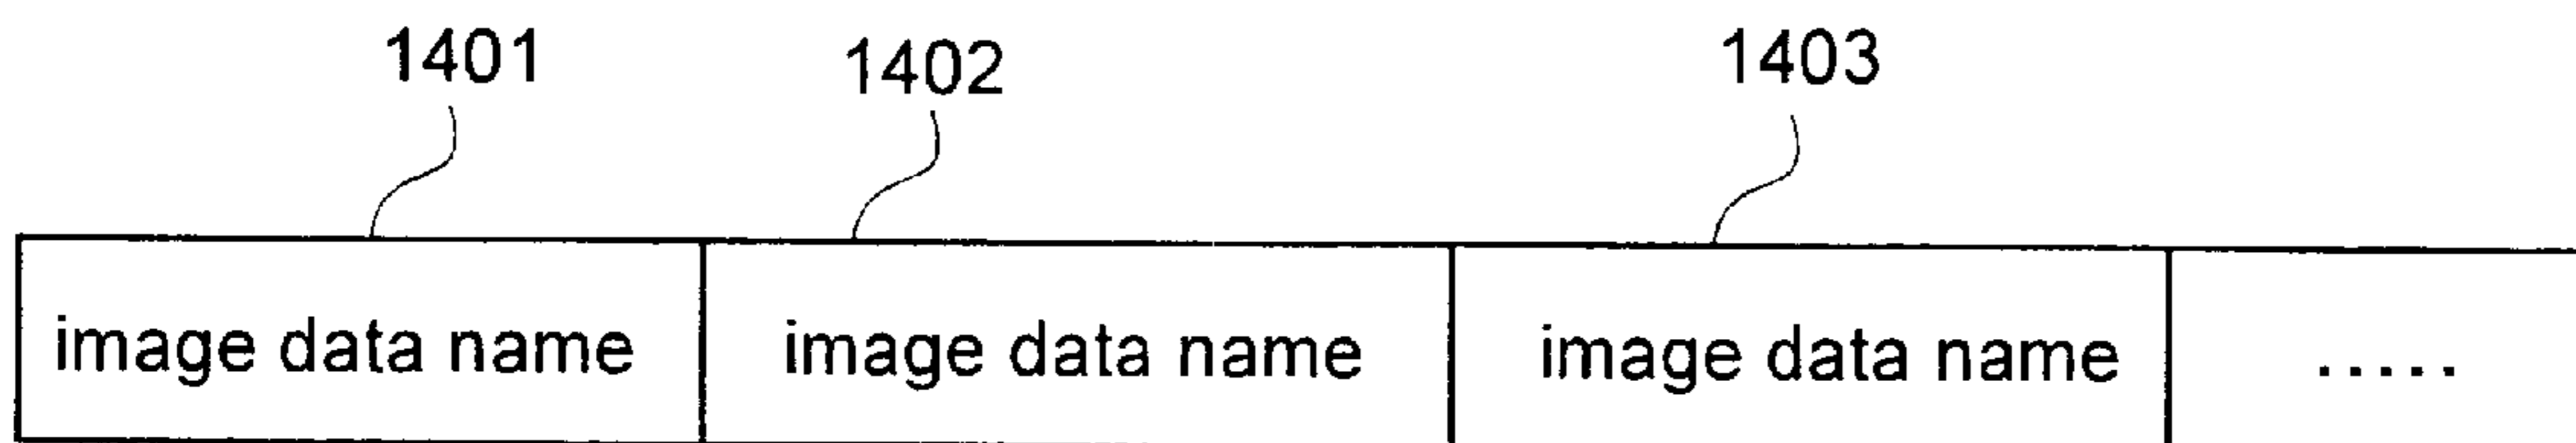 1401 1402 1403
image data name image data name image data name .....